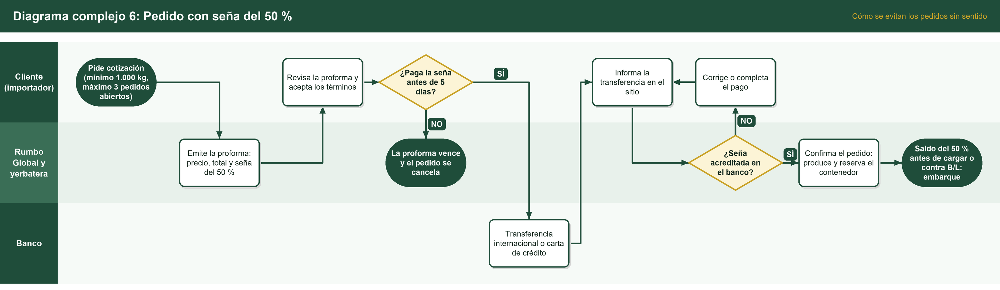 Diagrama complejo 6: Pedido con seña del 50 %
Cómo se evitan los pedidos sin sentido
Cliente
(importador)
Pide cotización
(mínimo 1.000 kg,
máximo 3 pedidos
abiertos)
Revisa la proforma y
acepta los términos
¿Paga la seña
antes de 5
días?
SÍ
NO
Informa la
transferencia en el
sitio
Corrige o completa
el pago
NO
Rumbo
Global y
yerbatera
Emite la proforma:
precio, total y seña
del 50 %
La proforma vence
y el pedido se
cancela
¿Seña
acreditada en
el banco?
SÍ
Confirma el pedido:
produce y reserva el
contenedor
Saldo del 50 %
antes de cargar o
contra B/L:
embarque
Banco
Transferencia
internacional o carta
de crédito